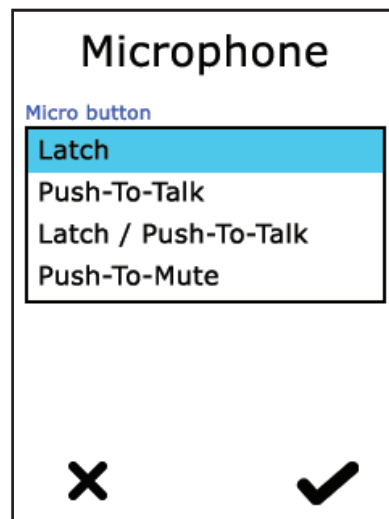 Microphone
Micro button
Latch
Push-To-Talk
Latch / Push-To-Talk
Push-To-Mute